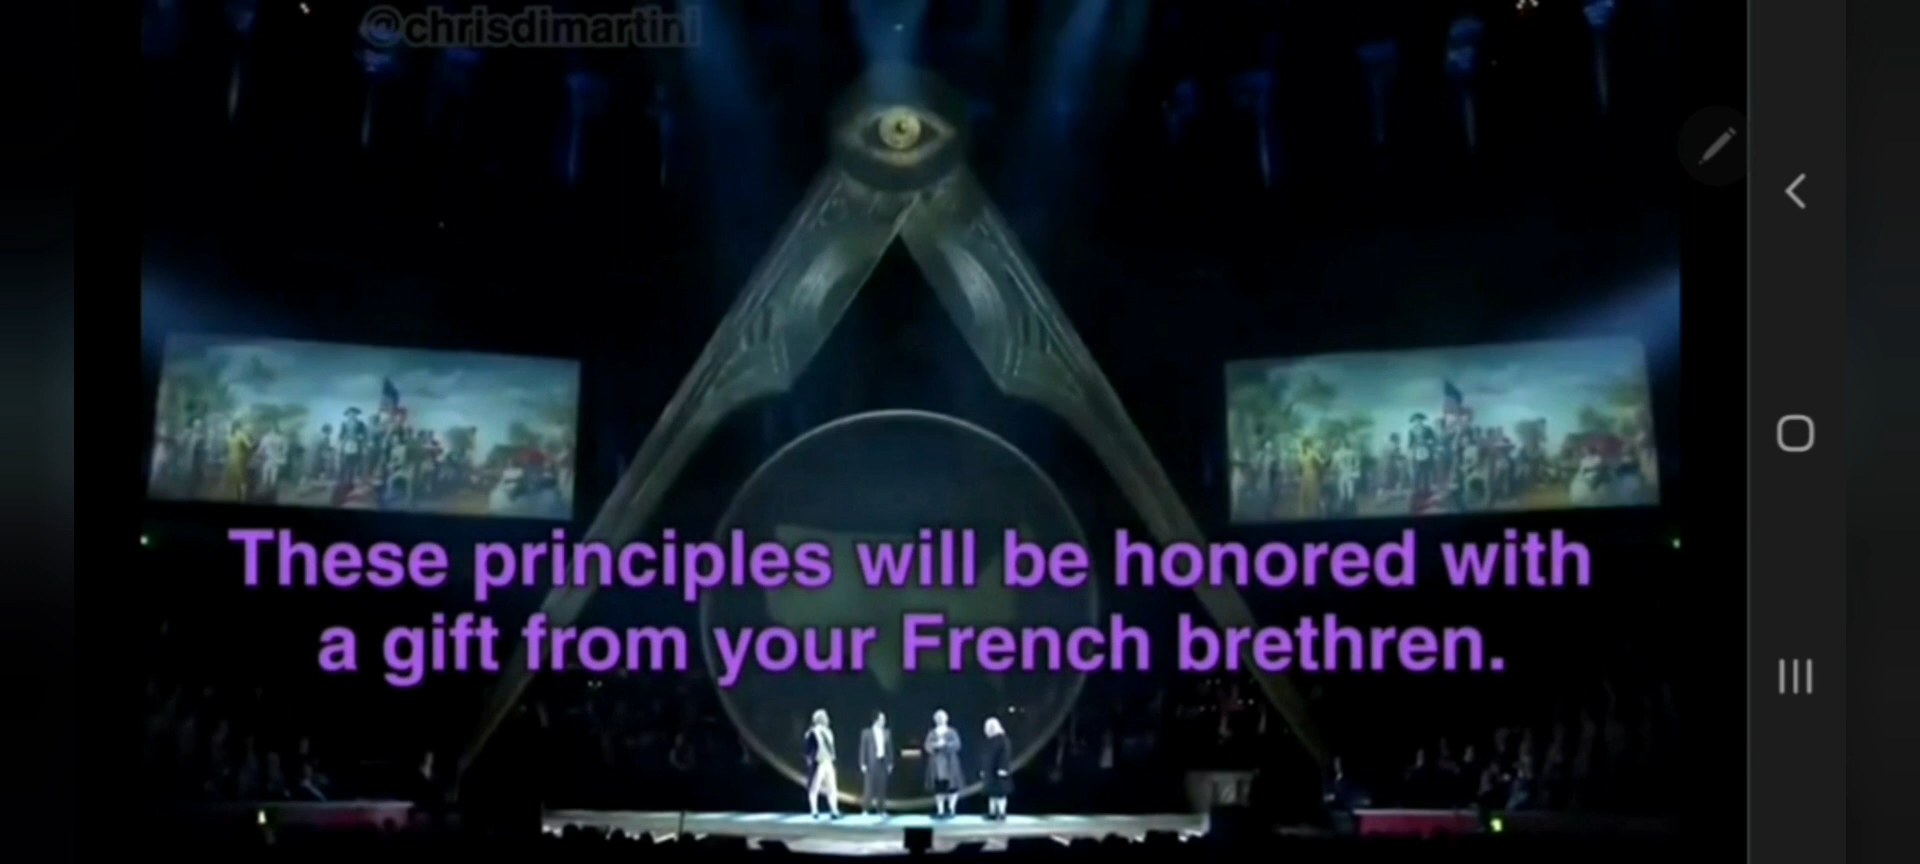 @chrisdimartini
These principles will be honored with
a gift from your French brethren.